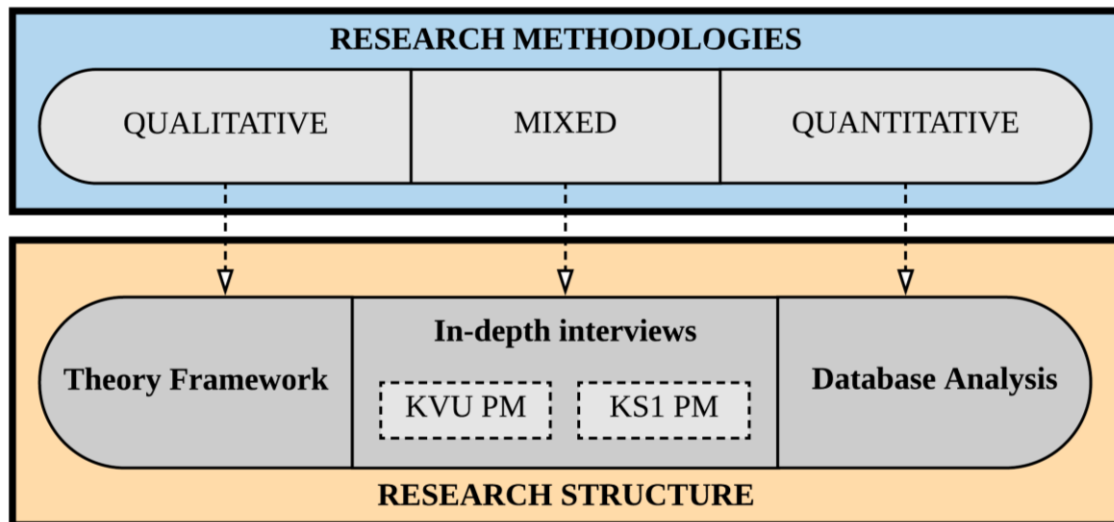 RESEARCH METHODOLOGIES
QUALITATIVE
MIXED
QUANTITATIVE
In-depth interviews
Theory Framework
KVU PM
KS1 PM
Database Analysis
RESEARCH STRUCTURE